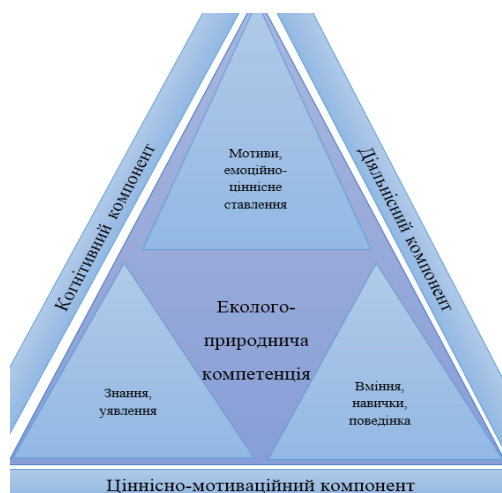 Когнітивний компонент
Діяльнісний компонент
Мотиви,
емоційно-
ціннісне
ставлення
Еколого-
природнича
компетенція
Знання,
уявлення
Вміння,
навички,
поведінка
Ціннісно-мотиваційний компонент